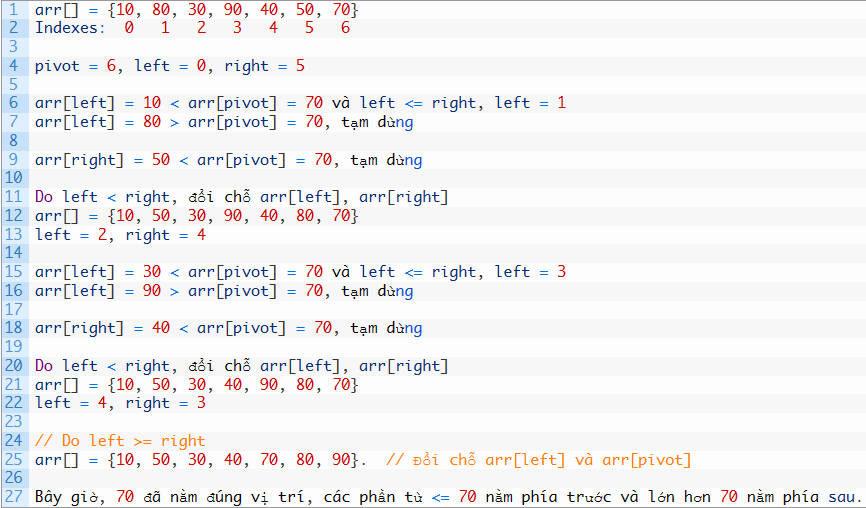 1 arr[] = {10, 80, 30, 90, 40, 50, 70}
2 Indexes: 0 1 2 3 4 5 6
3
4 pivot = 6, left = 0, right = 5
5
6 arr[left] = 10 < arr[pivot] = 70 và left <= right, left = 1
7 arr[left] = 80 > arr[pivot] = 70, tạm dừng
8
9 arr[right] = 50 < arr[pivot] = 70, tạm dừng
10
11 Do left < right, đổi chỗ arr[left], arr[right]
12 arr[] = {10, 50, 30, 90, 40, 80, 70}
13 left = 2, right = 4
14
15 arr[left] = 30 < arr[pivot] = 70 và left <= right, left = 3
16 arr[left] = 90 > arr[pivot] = 70, tạm dừng
17
18 arr[right] = 40 < arr[pivot] = 70, tạm dừng
19
20 Do left < right, đổi chỗ arr[left], arr[right]
21 arr[] = {10, 50, 30, 40, 90, 80, 70}
22 left = 4, right = 3
23
24 // Do left >= right
25 arr[] = {10, 50, 30, 40, 70, 80, 90}. // Đổi chỗ arr[left] và arr[pivot]
26
27 Bây giờ, 70 đã nằm đúng vị trí, các phần tử <= 70 nằm phía trước và lớn hơn 70 nằm phía sau.